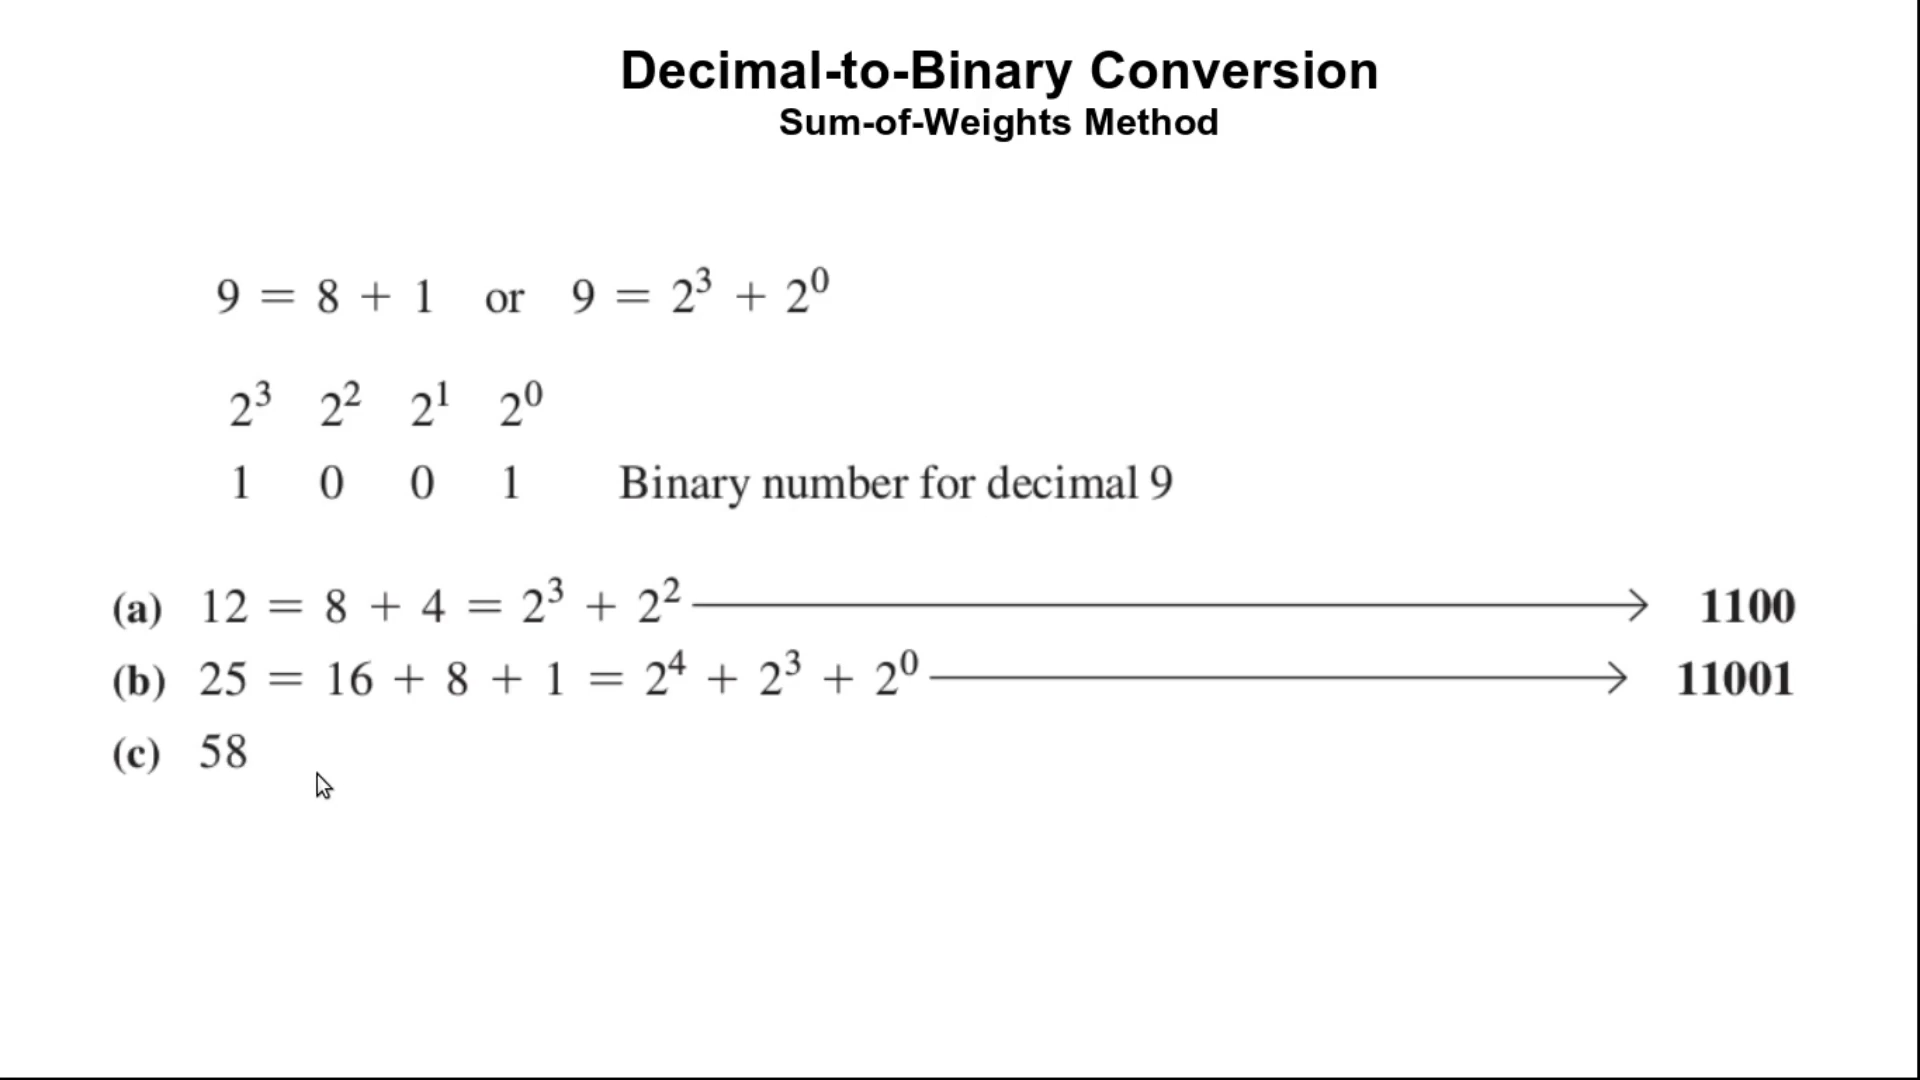 Decimal-to-Binary Conversion
Sum-of-Weights Method
9 = 8 + 1 or 9 = 2³ + 2⁰
2³ 2² 2¹ 2⁰
1 0 0 1 Binary number for decimal 9
(a) 12 = 8 + 4 = 2³ + 2² → 1100
(b) 25 = 16 + 8 + 1 = 2⁴ + 2³ + 2⁰ → 11001
(c) 58